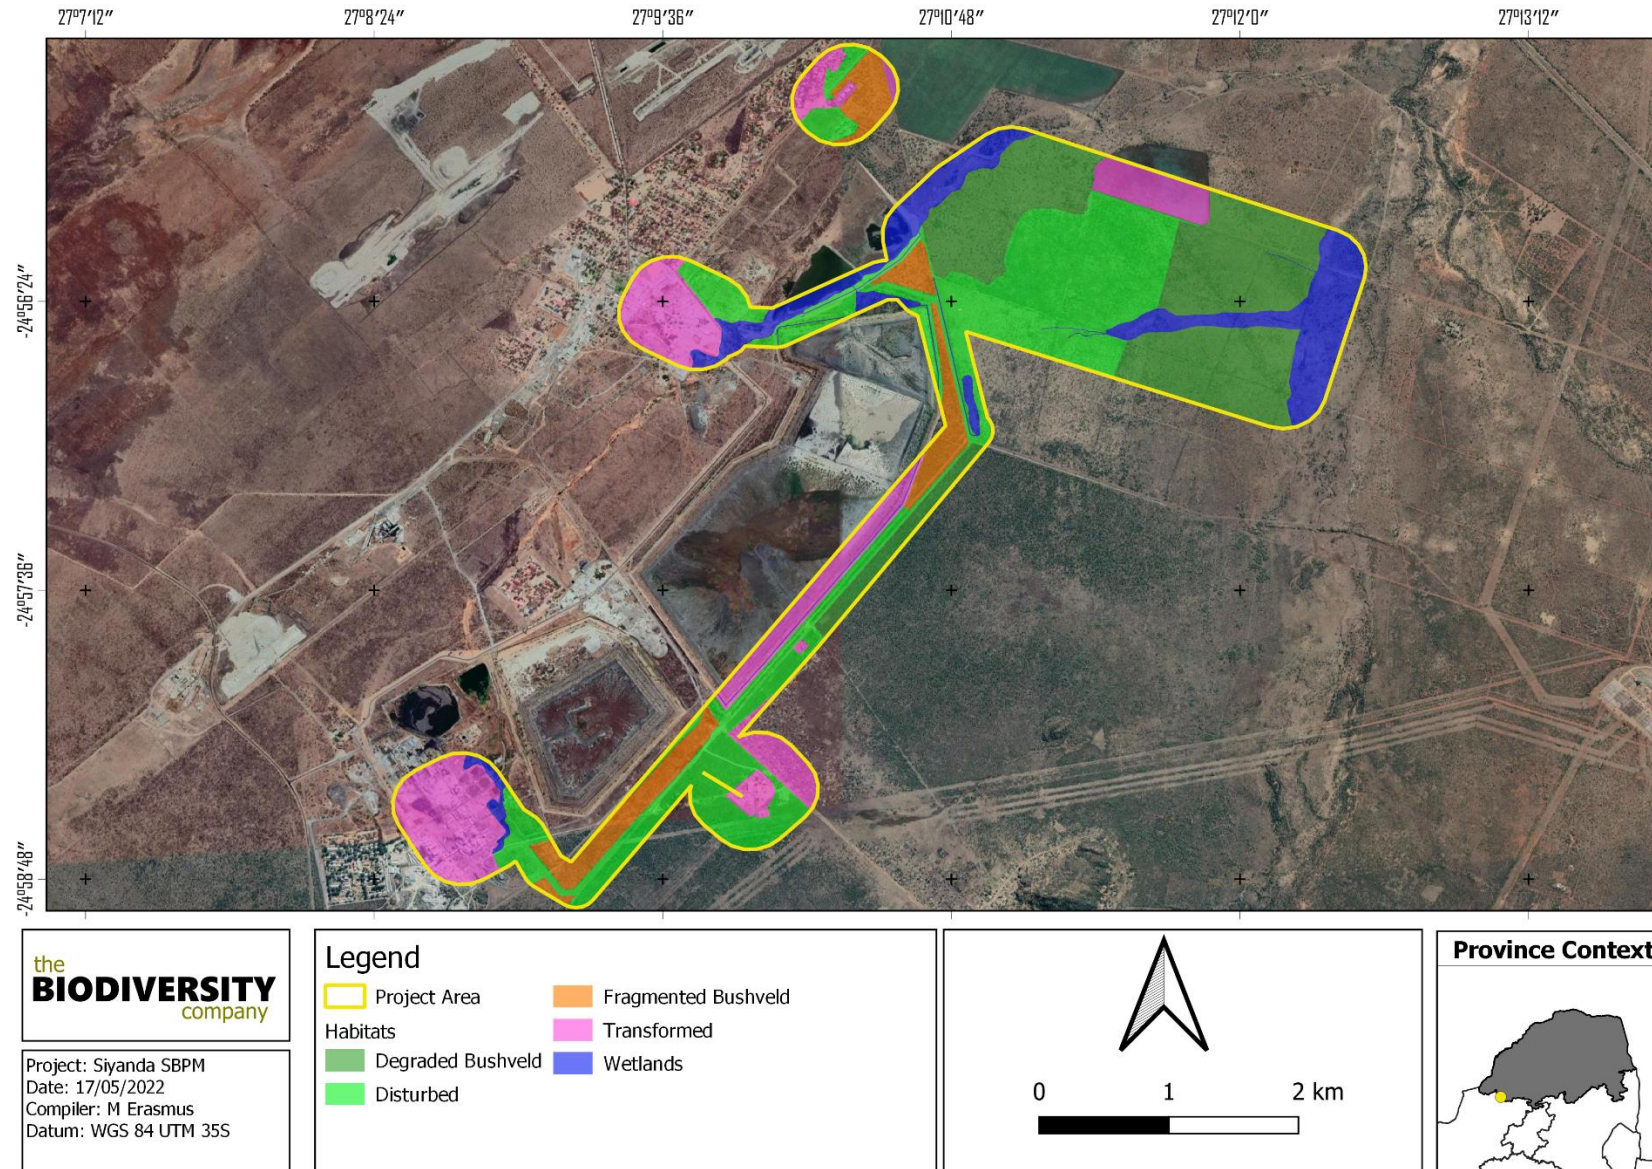 27°7'12"
27°8'24"
27°9'36"
27°10'48"
27°12'0"
27°13'12"
-24°56'24"
-24°57'36"
-24°58'48"
the
BIODIVERSITY
company
Project: Siyanda SBPM
Date: 17/05/2022
Compiler: M Erasmus
Datum: WGS 84 UTM 35S
Legend
Project Area
Habitats
Degraded Bushveld
Disturbed
Fragmented Bushveld
Transformed
Wetlands
0 1 2 km
Province Context